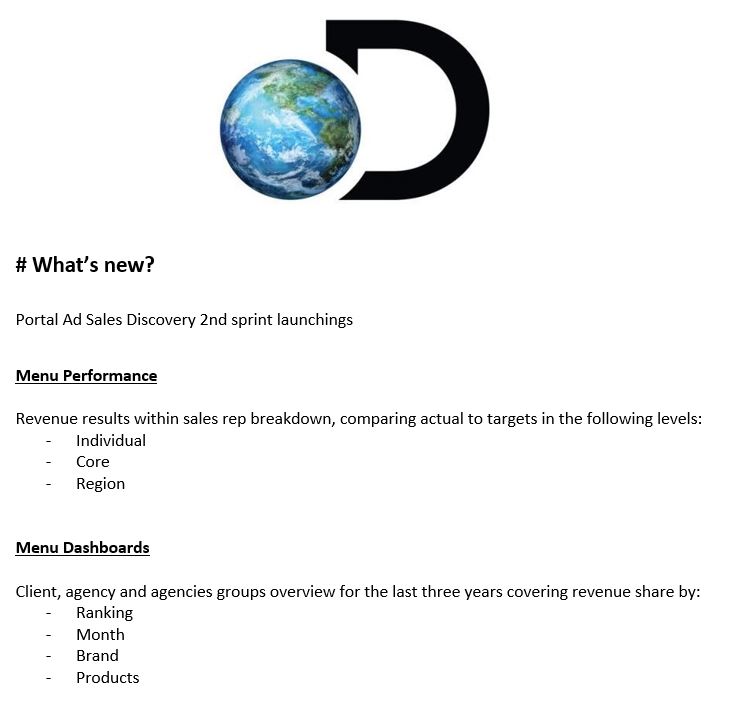 D
# What’s new?
Portal Ad Sales Discovery 2nd sprint launchings
Menu Performance
Revenue results within sales rep breakdown, comparing actual to targets in the following levels:
- Individual
- Core
- Region
Menu Dashboards
Client, agency and agencies groups overview for the last three years covering revenue share by:
- Ranking
- Month
- Brand
- Products